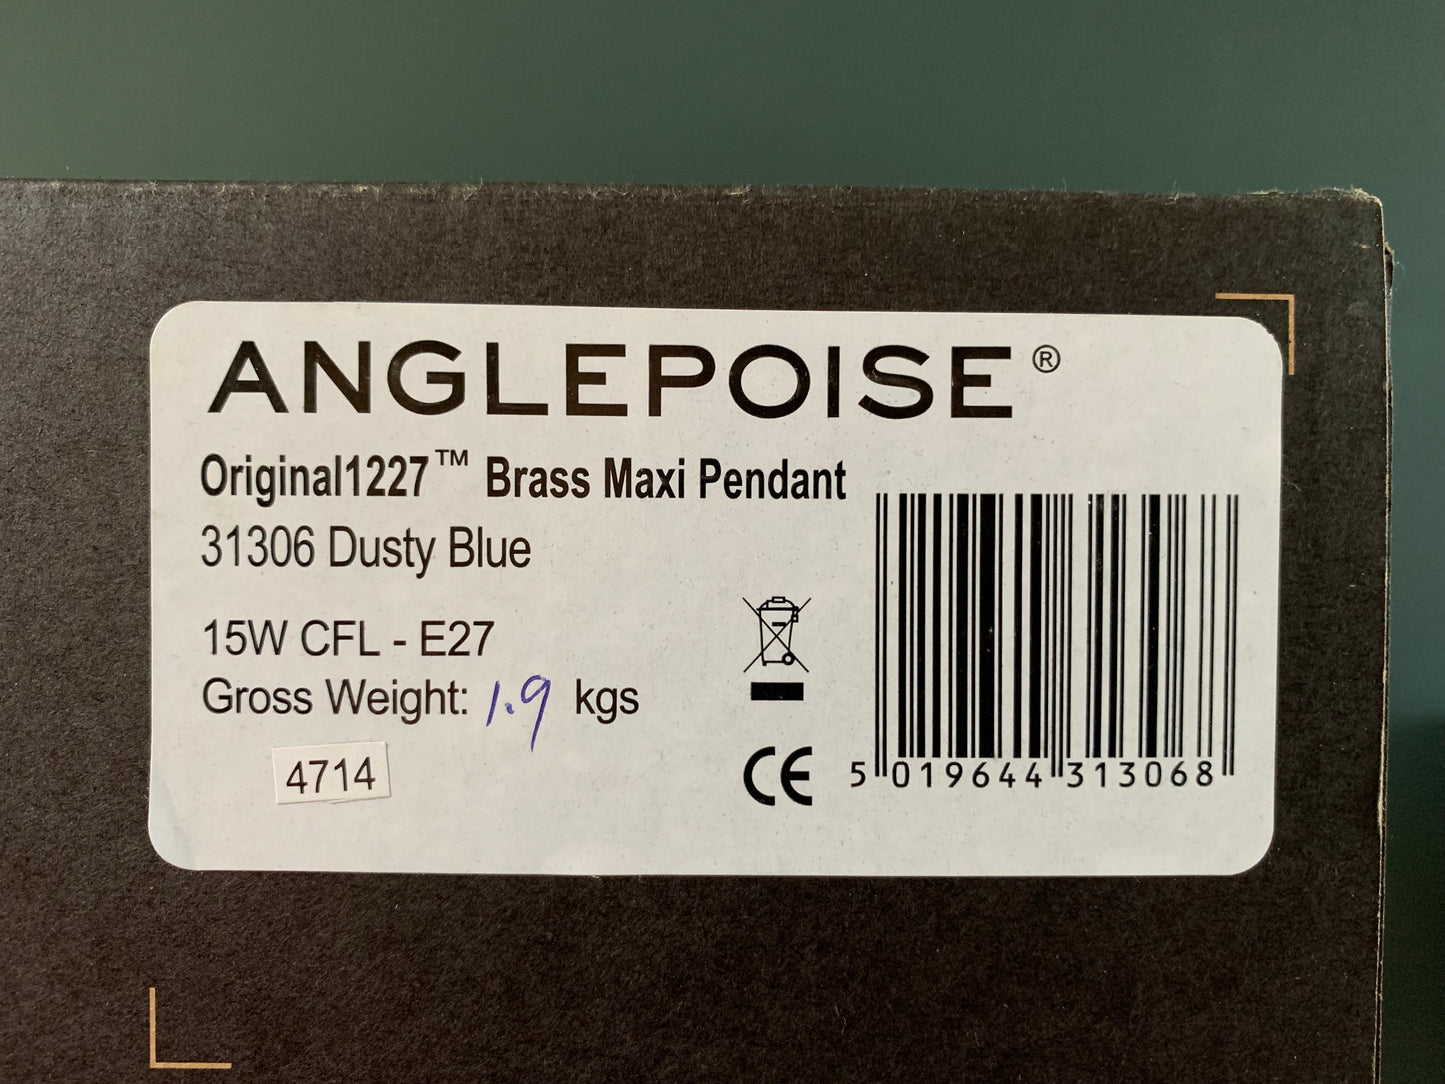 ANGLEPOISE®
Original1227™ Brass Maxi Pendant
31306 Dusty Blue
15W CFL - E27
Gross Weight: 1.9 kgs
4714
CE
5 019644 313068